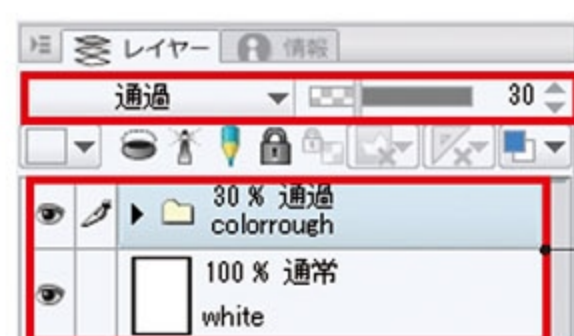 レイヤー 情報
通過 30
30 % 通過
colorrough
100 % 通常
white